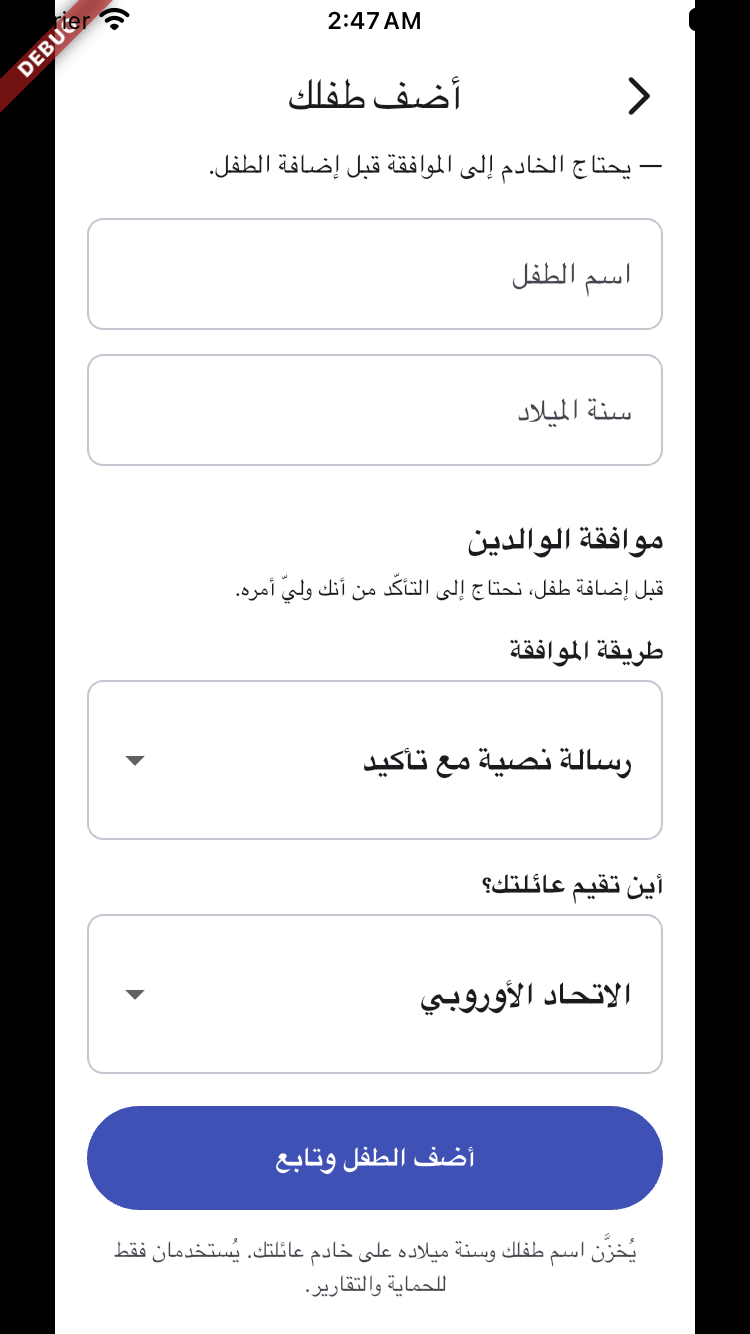 rier
2:47 AM
DEBUG
أضف طفلك
— يحتاج الخادم إلى الموافقة قبل إضافة الطفل.
اسم الطفل
سنة الميلاد
موافقة الوالدين
قبل إضافة طفل، نحتاج إلى التأكّد من أنك وليّ أمره.
طريقة الموافقة
رسالة نصية مع تأكيد
أين تقيم عائلتك؟
الاتحاد الأوروبي
أضف الطفل وتابع
يُخزَّن اسم طفلك وسنة ميلاده على خادم عائلتك. يُستخدمان فقط
للحماية والتقارير.